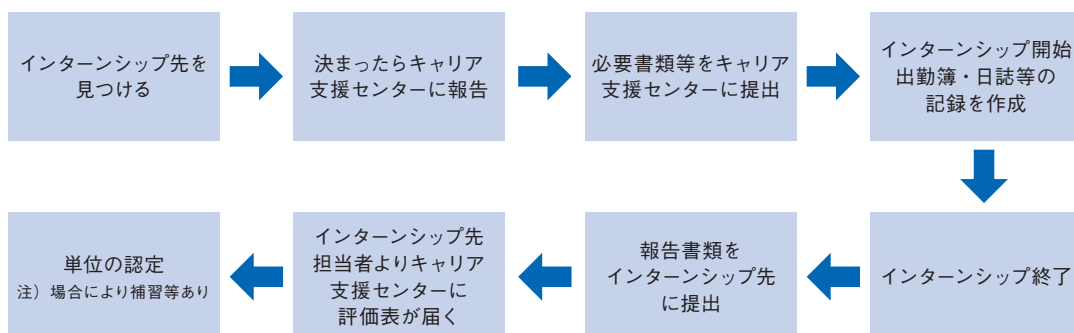 インターンシップ先を
見つける
決まったらキャリア
支援センターに報告
必要書類等をキャリア
支援センターに提出
インターンシップ開始
出勤簿・日誌等の
記録を作成
インターンシップ終了
報告書類を
インターンシップ先
に提出
インターンシップ先
担当者よりキャリア
支援センターに
評価表が届く
単位の認定
注）場合により補習等あり